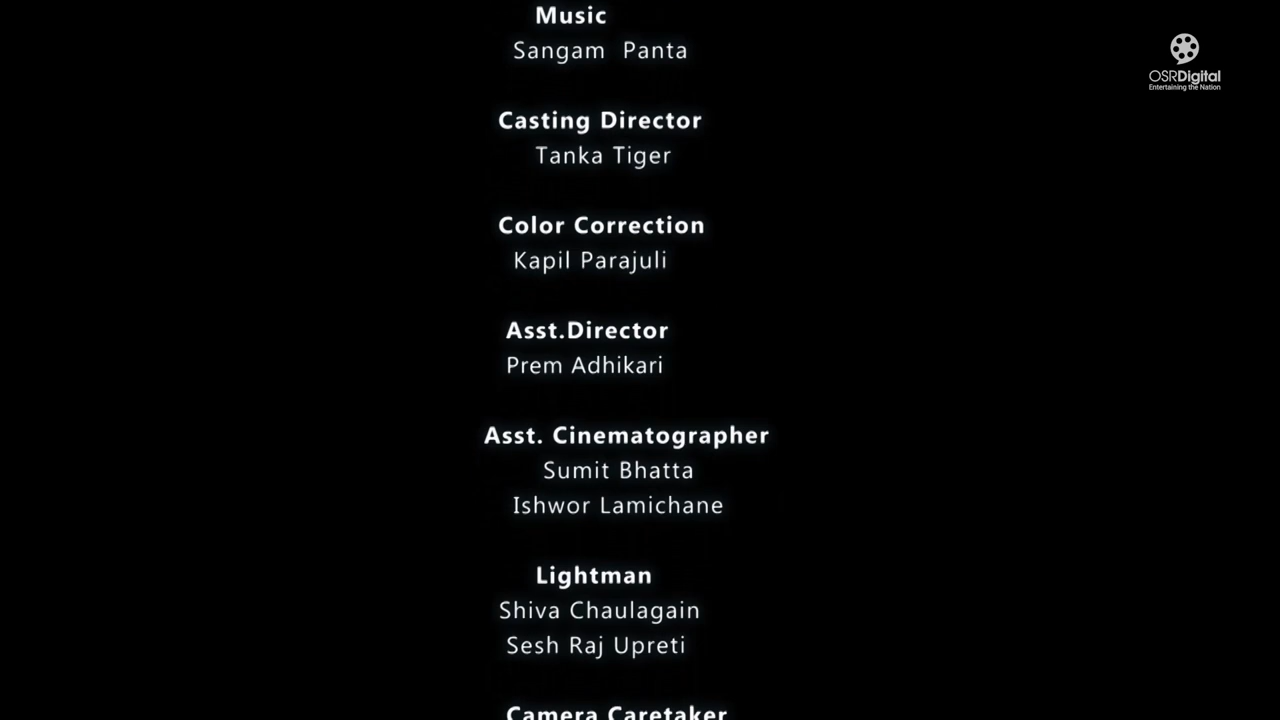 Music
Sangam Panta
OSRDigital
Entertaining the Nation
Casting Director
Tanka Tiger
Color Correction
Kapil Parajuli
Asst.Director
Prem Adhikari
Asst. Cinematographer
Sumit Bhatta
Ishwor Lamichane
Lightman
Shiva Chaulagain
Sesh Raj Upreti
Camera Caretaker